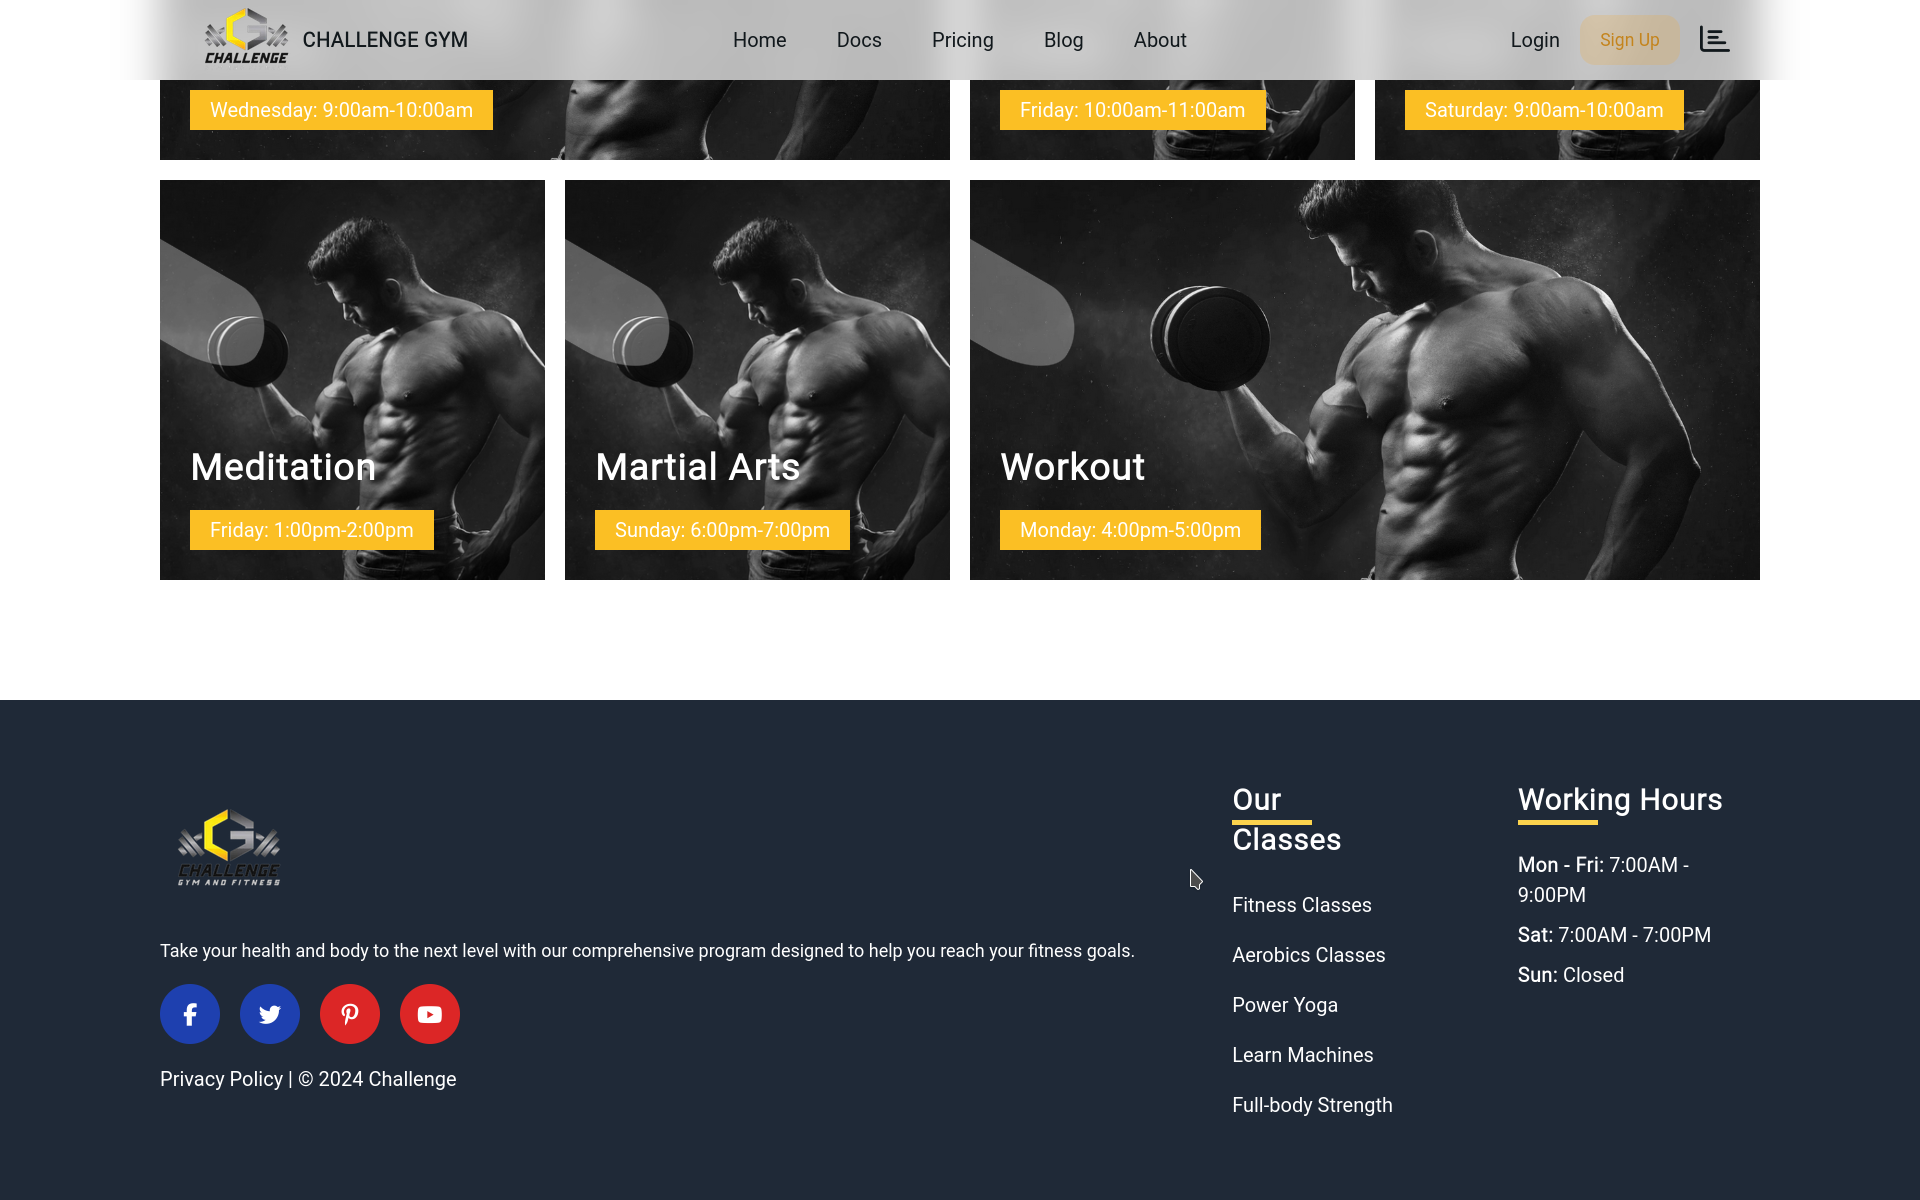 CHALLENGE
CHALLENGE GYM
Home
Docs
Pricing
Blog
About
Login
Sign Up
Wednesday: 9:00am-10:00am
Friday: 10:00am-11:00am
Saturday: 9:00am-10:00am
Meditation
Friday: 1:00pm-2:00pm
Martial Arts
Sunday: 6:00pm-7:00pm
Workout
Monday: 4:00pm-5:00pm
CHALLENGE
GYM AND FITNESS
Take your health and body to the next level with our comprehensive program designed to help you reach your fitness goals.
Privacy Policy | © 2024 Challenge
Our
Classes
Fitness Classes
Aerobics Classes
Power Yoga
Learn Machines
Full-body Strength
Working Hours
Mon - Fri: 7:00AM -
9:00PM
Sat: 7:00AM - 7:00PM
Sun: Closed